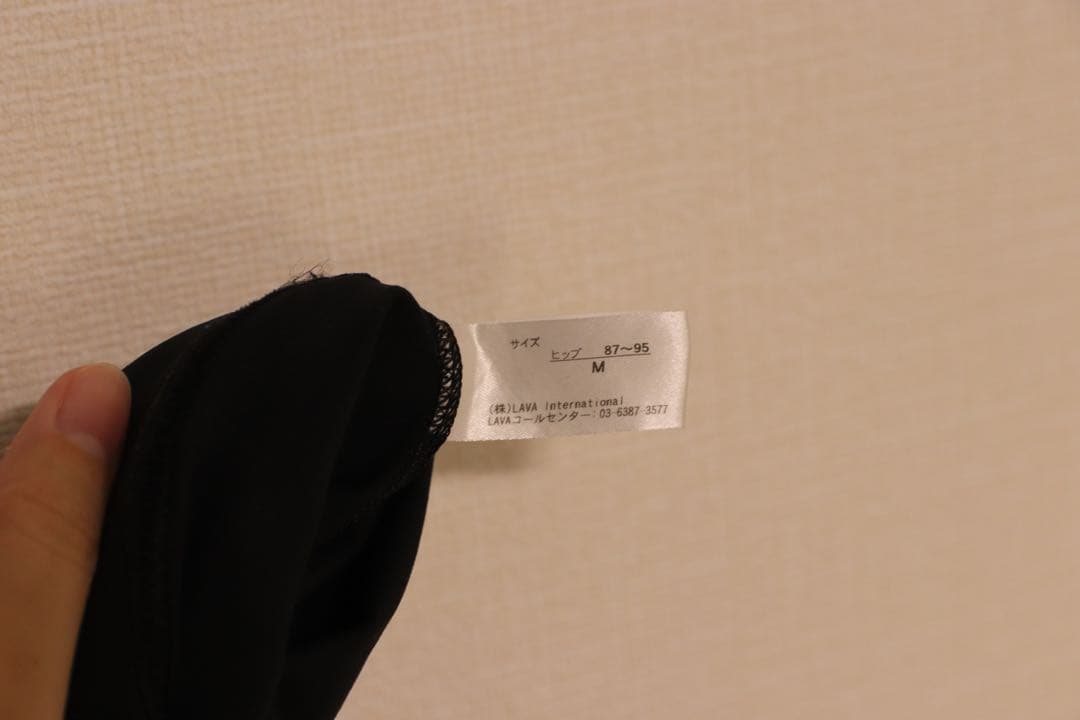 サイズ
ヒップ 87〜95
M
(株)LAVA International
LAVAコールセンター:03-6387-3577